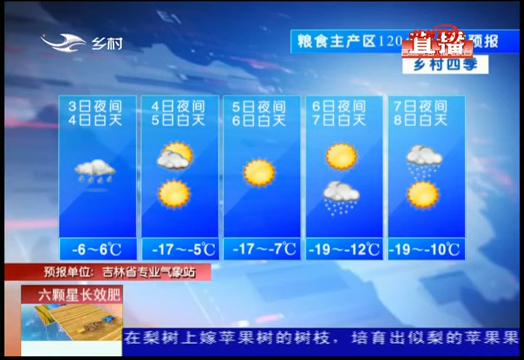 乡村
粮食主产区120
预报
直播
乡村四季
3日夜间
4日白天
4日夜间
5日白天
5日夜间
6日白天
6日夜间
7日白天
7日夜间
8日白天
-6~6℃
-17~-5℃
-17~-7℃
-19~-12℃
-19~-10℃
预报单位：吉林省专业气象站
六颗星长效肥
在梨树上嫁苹果树的树枝，培育出似梨的苹果果